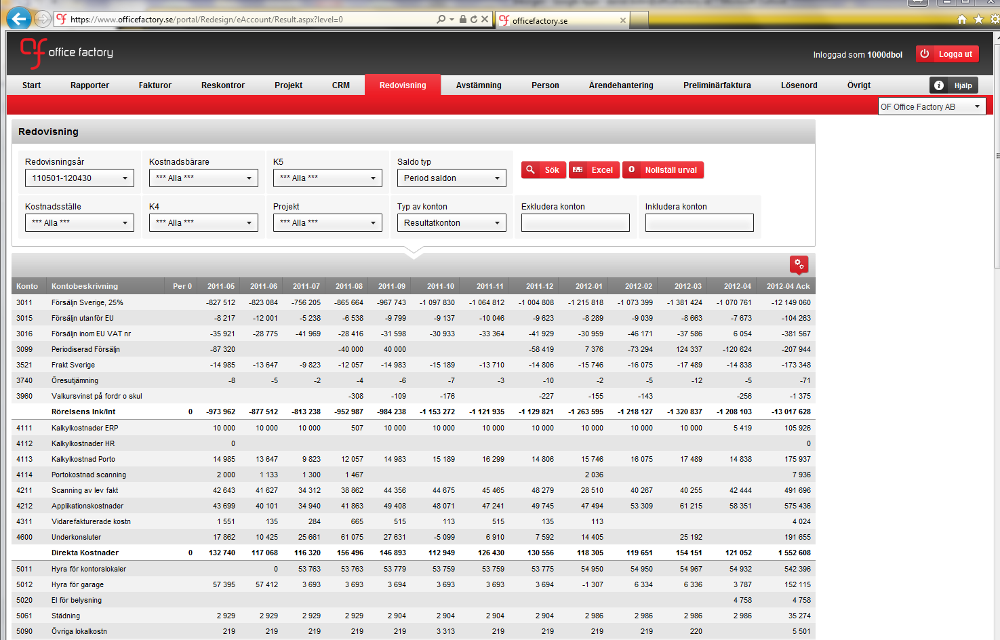 https://www.officefactory.se/portal/Redesign/eAccount/Result.aspx?level=0 officefactory.se
office factory
Inloggad som 1000dbol Logga ut
Start Rapporter Fakturor Reskontror Projekt CRM Redovisning Avstämning Person Ärendehantering Preliminärfaktura Lösenord Övrigt Hjälp
OF Office Factory AB
Redovisning
Redovisningsår Kostnadsbärare K5 Saldo typ
110501-120430 *** Alla *** *** Alla *** Period saldon Sök Excel 0 Nollställ urval
Kostnadsställe K4 Projekt Typ av konton Exkludera konton Inkludera konton
*** Alla *** *** Alla *** *** Alla *** Resultatkonton
Konto Kontobeskrivning Per 0 2011-05 2011-06 2011-07 2011-08 2011-09 2011-10 2011-11 2011-12 2012-01 2012-02 2012-03 2012-04 2012-04 Ack
3011 Försäljn Sverige, 25% -827 512 -823 084 -756 205 -865 664 -967 743 -1 097 830 -1 064 812 -1 004 808 -1 215 818 -1 073 399 -1 381 424 -1 070 761 -12 149 060
3015 Försäljn utanför EU -8 217 -12 001 -5 238 -6 538 -9 799 -9 137 -10 046 -9 623 -8 289 -9 039 -8 663 -7 673 -104 263
3016 Försäljn inom EU VAT nr -35 921 -28 775 -41 969 -28 416 -31 598 -30 933 -33 364 -41 929 -30 959 -46 171 -37 586 6 054 -381 567
3099 Periodiserad Försäljn -87 320 -40 000 40 000 -58 419 7 376 -73 294 124 337 -120 624 -207 944
3521 Frakt Sverige -14 985 -13 647 -9 823 -12 057 -14 983 -15 189 -13 710 -14 806 -15 746 -16 075 -17 489 -14 838 -173 348
3740 Öresutjämning -8 -5 -2 -4 -6 -7 -3 -10 -2 -5 -12 -5 -71
3960 Valkursvinst på fordr o skul -308 -109 -176 -227 -155 -143 -256 -1 375
Rörelsens Ink/Int 0 -973 962 -877 512 -813 238 -952 987 -984 238 -1 153 272 -1 121 935 -1 129 821 -1 263 595 -1 218 127 -1 320 837 -1 208 103 -13 017 628
4111 Kalkylkostnader ERP 10 000 10 000 10 000 507 10 000 10 000 10 000 10 000 10 000 10 000 10 000 5 419 105 926
4112 Kalkylkostnader HR 0 0
4113 Kalkylkostnad Porto 14 985 13 647 9 823 12 057 14 983 15 189 16 299 14 806 15 746 16 075 17 489 14 838 175 937
4114 Portokostnad scanning 2 000 1 133 1 300 1 467 2 036 7 936
4211 Scanning av lev fakt 42 643 41 627 34 312 38 862 44 356 44 675 45 465 48 279 28 510 40 267 40 255 42 444 491 696
4212 Applikationskostnader 43 699 40 101 34 940 41 863 49 408 48 071 47 241 49 745 47 494 53 309 61 215 58 351 575 436
4311 Vidarefakturerade kostn 1 551 135 284 665 515 113 515 135 113 4 024
4600 Underkonsluter 17 862 10 425 25 661 61 075 27 631 -5 099 6 910 7 592 14 405 25 192 191 655
Direkta Kostnader 0 132 740 117 068 116 320 156 496 146 893 112 949 126 430 130 556 118 305 119 651 154 151 121 052 1 552 608
5011 Hyra för kontorslokaler 0 53 763 53 763 53 779 53 759 53 759 53 775 54 950 54 950 54 967 54 932 542 396
5012 Hyra för garage 57 395 57 412 3 693 3 693 3 694 3 693 3 693 3 694 -1 307 6 334 6 336 3 787 152 115
5020 El för belysning 4 758 4 758
5061 Städning 2 929 2 929 2 929 2 929 2 904 2 904 2 904 2 904 2 986 2 986 2 986 2 986 35 274
5090 Övriga lokalkostn 219 219 219 219 219 3 313 219 219 219 219 220 5 501